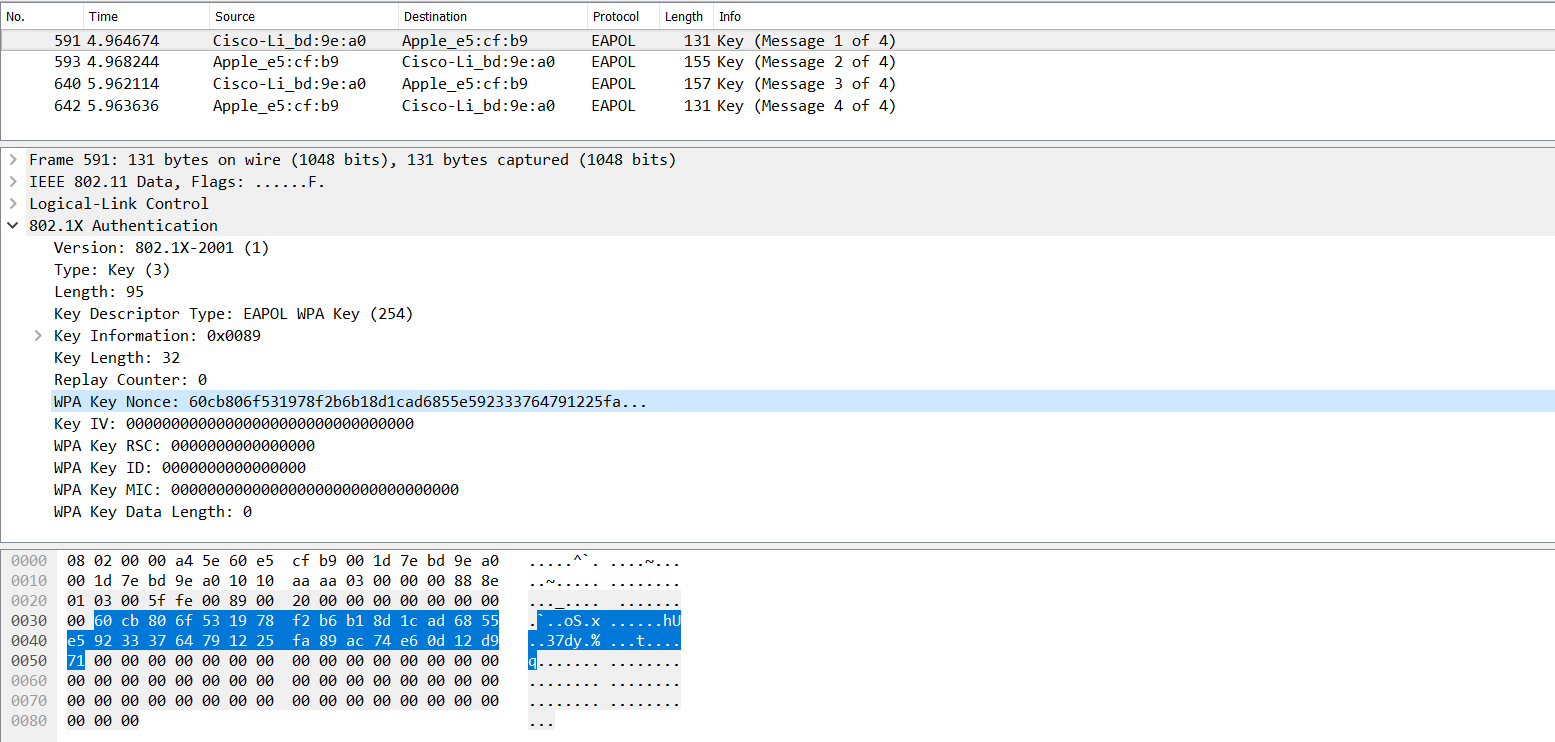 No. Time Source Destination Protocol Length Info
591 4.964674 Cisco-Li_bd:9e:a0 Apple_e5:cf:b9 EAPOL 131 Key (Message 1 of 4)
593 4.968244 Apple_e5:cf:b9 Cisco-Li_bd:9e:a0 EAPOL 155 Key (Message 2 of 4)
640 5.962114 Cisco-Li_bd:9e:a0 Apple_e5:cf:b9 EAPOL 157 Key (Message 3 of 4)
642 5.963636 Apple_e5:cf:b9 Cisco-Li_bd:9e:a0 EAPOL 131 Key (Message 4 of 4)
Frame 591: 131 bytes on wire (1048 bits), 131 bytes captured (1048 bits)
IEEE 802.11 Data, Flags: ......F.
Logical-Link Control
802.1X Authentication
Version: 802.1X-2001 (1)
Type: Key (3)
Length: 95
Key Descriptor Type: EAPOL WPA Key (254)
Key Information: 0x0089
Key Length: 32
Replay Counter: 0
WPA Key Nonce: 60cb806f531978f2b6b18d1cad6855e592333764791225fa...
Key IV: 00000000000000000000000000000000
WPA Key RSC: 0000000000000000
WPA Key ID: 0000000000000000
WPA Key MIC: 00000000000000000000000000000000
WPA Key Data Length: 0
0000 08 02 00 00 a4 5e 60 e5 cf b9 00 1d 7e bd 9e a0 .....^`. ....~...
0010 00 1d 7e bd 9e a0 10 10 aa aa 03 00 00 00 88 8e ..~..... ........
0020 01 03 00 5f fe 00 89 00 20 00 00 00 00 00 00 00 ..._....  .......
0030 00 60 cb 80 6f 53 19 78 f2 b6 b1 8d 1c ad 68 55 .`..oS.x ......hU
0040 e5 92 33 37 64 79 12 25 fa 89 ac 74 e6 0d 12 d9 ..37dy.% ...t....
0050 71 00 00 00 00 00 00 00 00 00 00 00 00 00 00 00 q....... ........
0060 00 00 00 00 00 00 00 00 00 00 00 00 00 00 00 00 ........ ........
0070 00 00 00 00 00 00 00 00 00 00 00 00 00 00 00 00 ........ ........
0080 00 00 00 ...